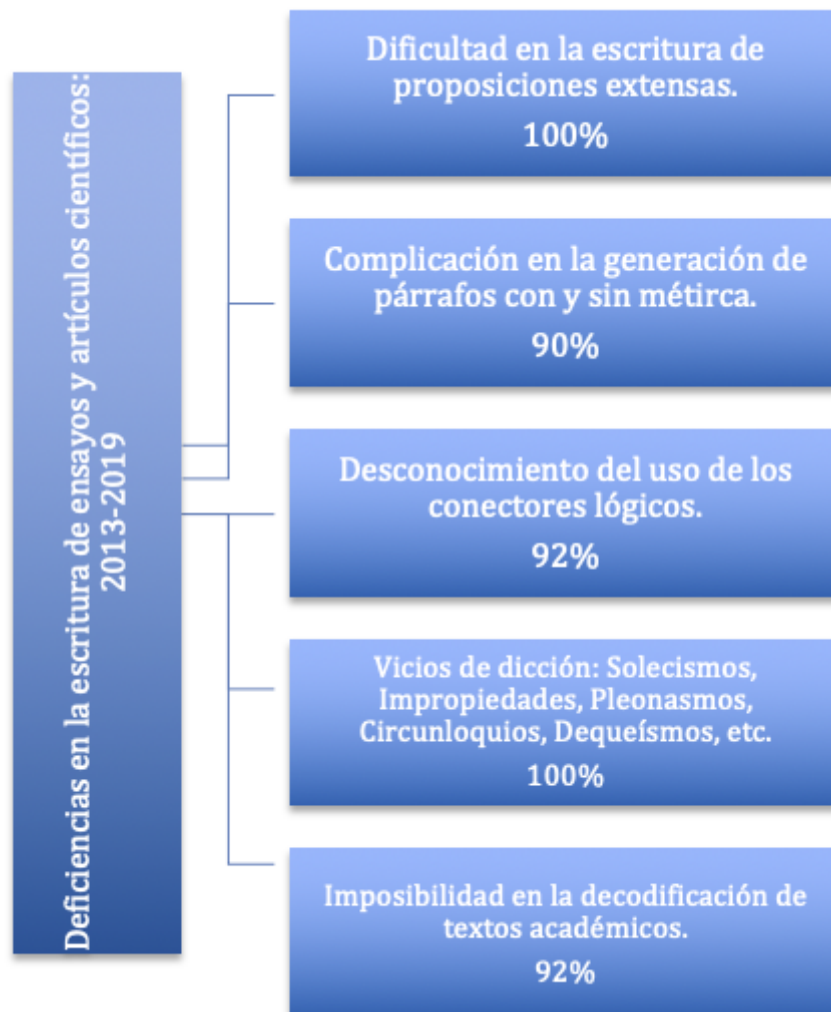 Deficiencias en la escritura de ensayos y artículos científicos:
2013-2019
Dificultad en la escritura de
proposiciones extensas.
100%
Complicación en la generación de
párrafos con y sin métirca.
90%
Desconocimiento del uso de los
conectores lógicos.
92%
Vicios de dicción: Solecismos,
Impropiedades, Pleonasmos,
Circunloquios, Dequeísmos, etc.
100%
Imposibilidad en la decodificación de
textos académicos.
92%